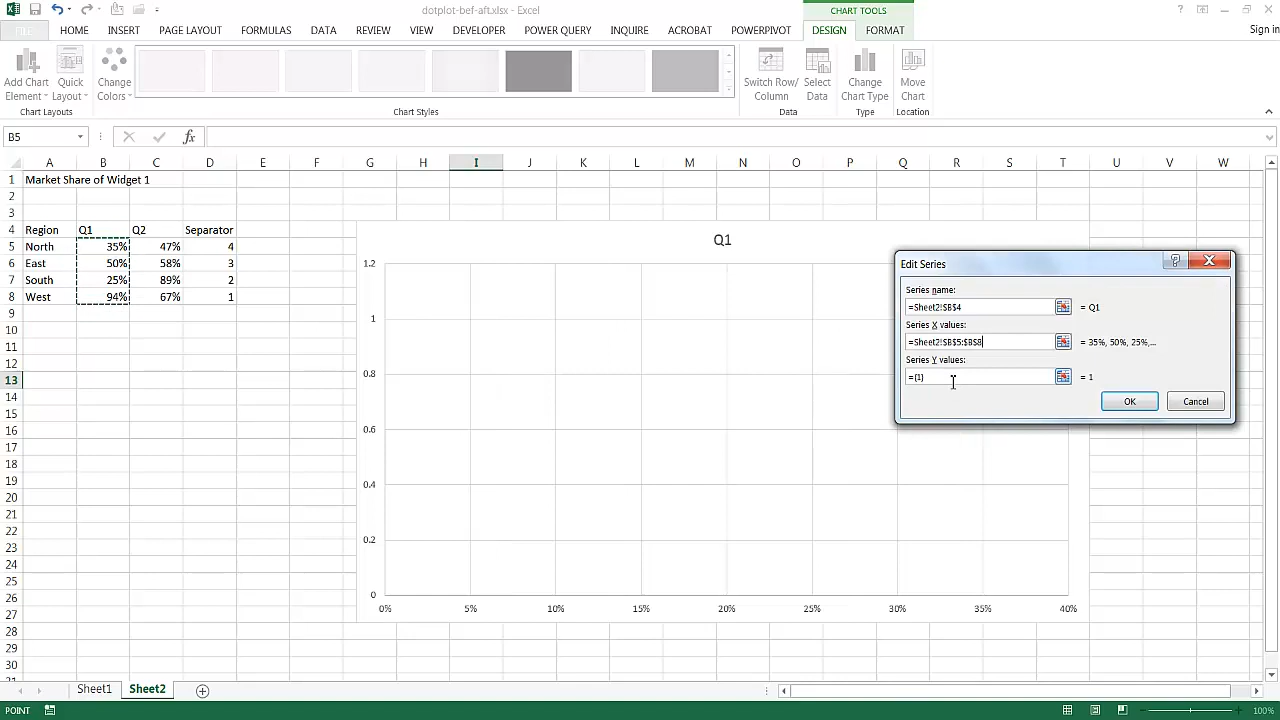 dotplot-bef-aft.xlsx - Excel
CHART TOOLS
FILE HOME INSERT PAGE LAYOUT FORMULAS DATA REVIEW VIEW DEVELOPER POWER QUERY INQUIRE ACROBAT POWERPIVOT DESIGN FORMAT Sign in
Add Chart Element Quick Layout Change Colors Switch Row/ Column Select Data Change Chart Type Move Chart
Chart Layouts Chart Styles Data Type Location
B5 fx
A B C D E F G H I J K L M N O P Q R S T U V W
1 Market Share of Widget 1
2
3
4 Region Q1 Q2 Separator
5 North 35% 47% 4
6 East 50% 58% 3
7 South 25% 89% 2
8 West 94% 67% 1
9
10
11
12
13
14
15
16
17
18
19
20
21
22
23
24
25
26
27
28
29
30
Q1
1.2
1
0.8
0.6
0.4
0.2
0
0% 5% 10% 15% 20% 25% 30% 35% 40%
Edit Series
Series name:
=Sheet2!$B$4 = Q1
Series X values:
=Sheet2!$B$5:$B$8 = 35%, 50%, 25%,...
Series Y values:
={1} = 1
OK Cancel
Sheet1 Sheet2
POINT 100%